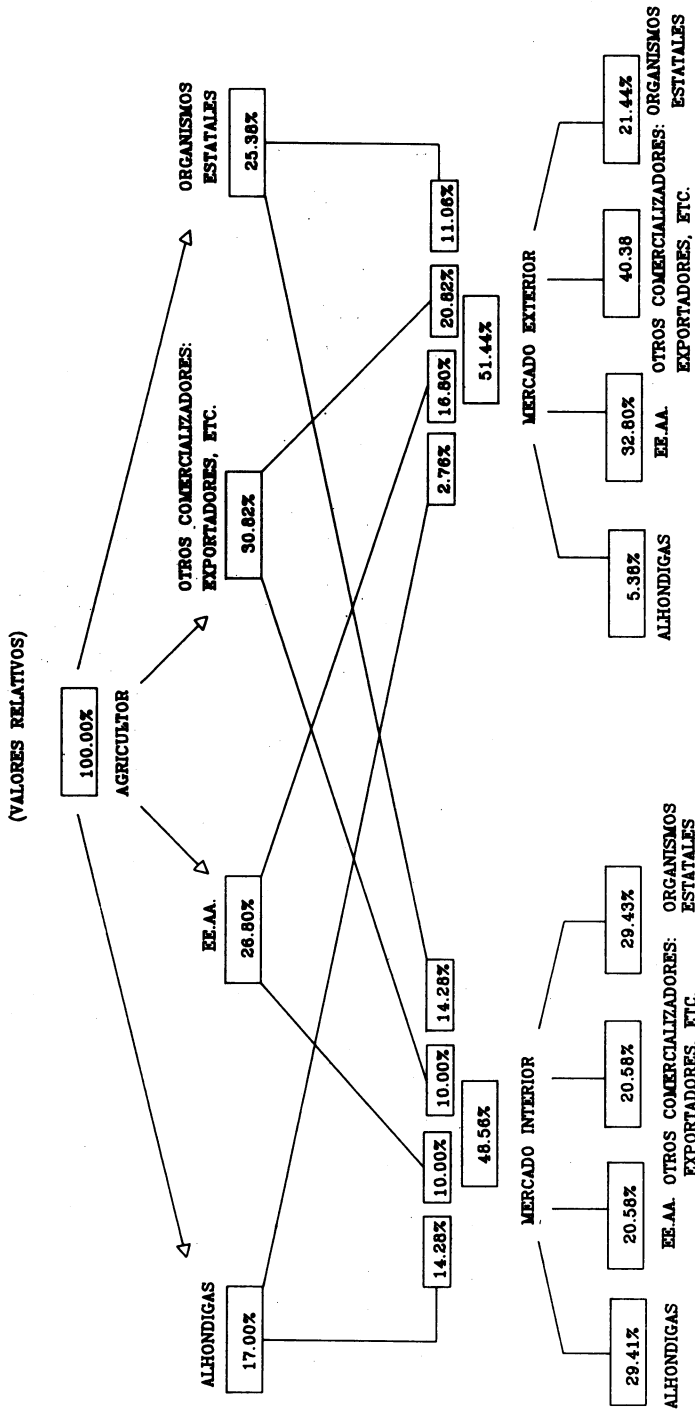 (VALORES RELATIVOS)
100.00%
AGRICULTOR
ALHONDIGAS
17.00%
EE.AA.
26.80%
OTROS COMERCIALIZADORES:
EXPORTADORES, ETC.
30.82%
ORGANISMOS
ESTATALES
25.38%
14.28%
10.00%
10.00%
14.28%
48.56%
2.76%
16.80%
20.82%
11.06%
51.44%
MERCADO INTERIOR
MERCADO EXTERIOR
29.41%
20.58%
20.58%
29.43%
ALHONDIGAS
EE.AA.
OTROS COMERCIALIZADORES:
EXPORTADORES, ETC.
ORGANISMOS
ESTATALES
5.38%
32.80%
40.38
21.44%
ALHONDIGAS
EE.AA.
OTROS COMERCIALIZADORES:
EXPORTADORES, ETC.
ORGANISMOS
ESTATALES